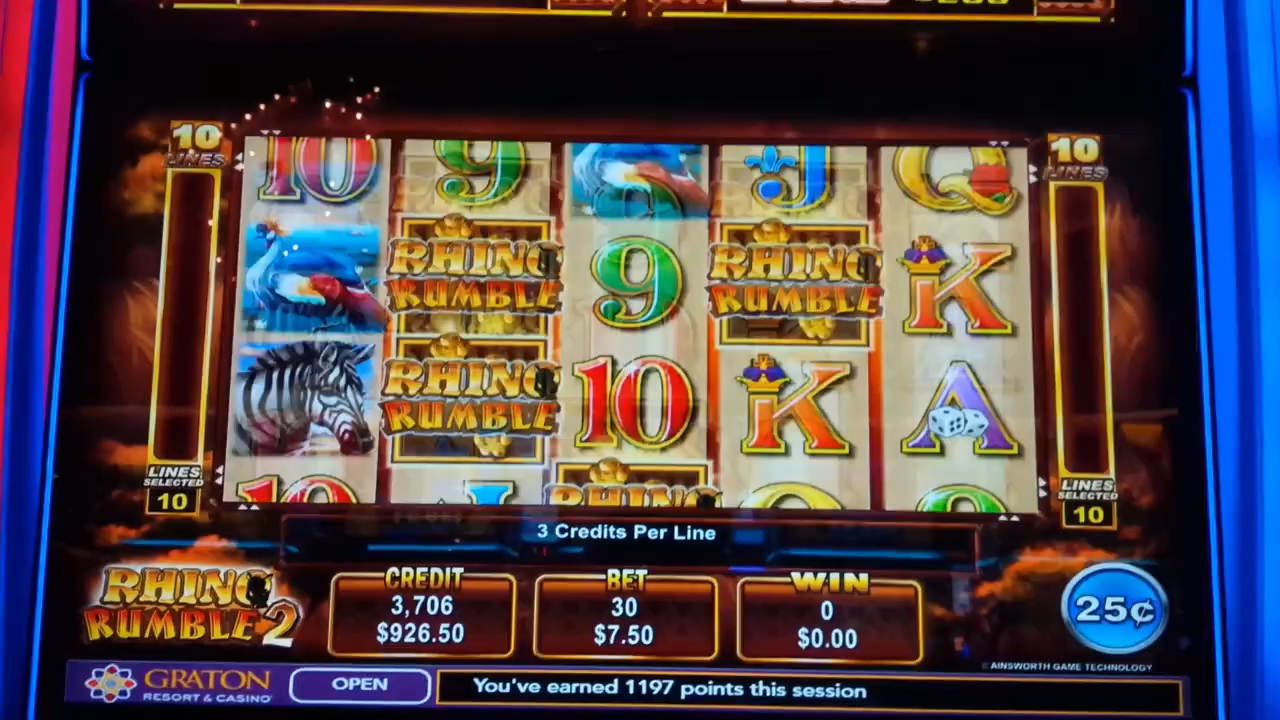 10 LINES
10 LINES
10 9 J Q
RHINO RUMBLE
9
RHINO RUMBLE
K
RHINO RUMBLE
10
K
A
10
RHINO
LINES SELECTED 10
LINES SELECTED 10
3 Credits Per Line
RHINO RUMBLE 2
CREDIT
3,706
$926.50
BET
30
$7.50
WIN
0
$0.00
25¢
© AINSWORTH GAME TECHNOLOGY
GRATON
RESORT & CASINO
OPEN
You've earned 1197 points this session